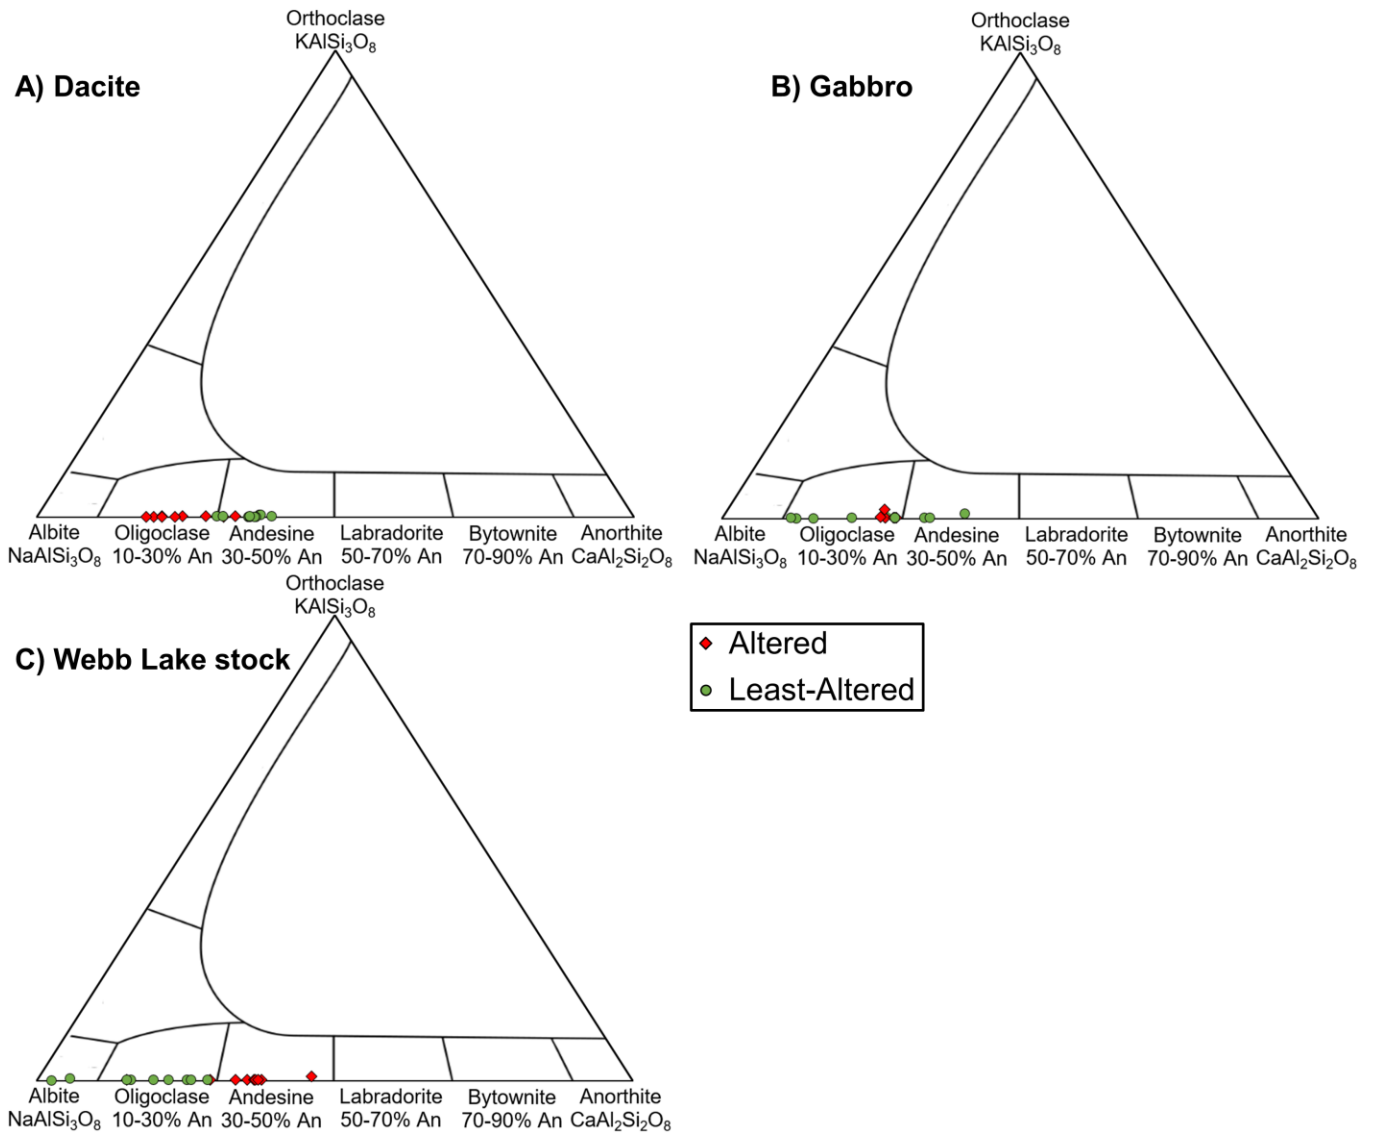 Orthoclase
KAlSi₃O₈
A) Dacite
Albite Oligoclase Andesine Labradorite Bytownite Anorthite
NaAlSi₃O₈ 10-30% An 30-50% An 50-70% An 70-90% An CaAl₂Si₂O₈
Orthoclase
KAlSi₃O₈
B) Gabbro
Albite Oligoclase Andesine Labradorite Bytownite Anorthite
NaAlSi₃O₈ 10-30% An 30-50% An 50-70% An 70-90% An CaAl₂Si₂O₈
Orthoclase
KAlSi₃O₈
C) Webb Lake stock
Albite Oligoclase Andesine Labradorite Bytownite Anorthite
NaAlSi₃O₈ 10-30% An 30-50% An 50-70% An 70-90% An CaAl₂Si₂O₈
Altered
Least-Altered